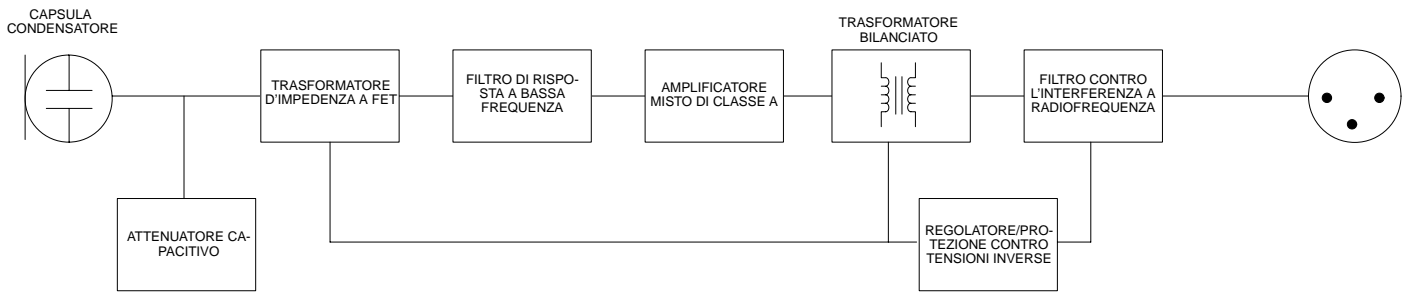 CAPSULA
CONDENSATORE
TRASFORMATORE
D'IMPEDENZA A FET
FILTRO DI RISPO-
STA A BASSA
FREQUENZA
AMPLIFICATORE
MISTO DI CLASSE A
TRASFORMATORE
BILANCIATO
FILTRO CONTRO
L'INTERFERENZA A
RADIOFREQUENZA
ATTENUATORE CA-
PACITIVO
REGOLATORE/PRO-
TEZIONE CONTRO
TENSIONI INVERSE